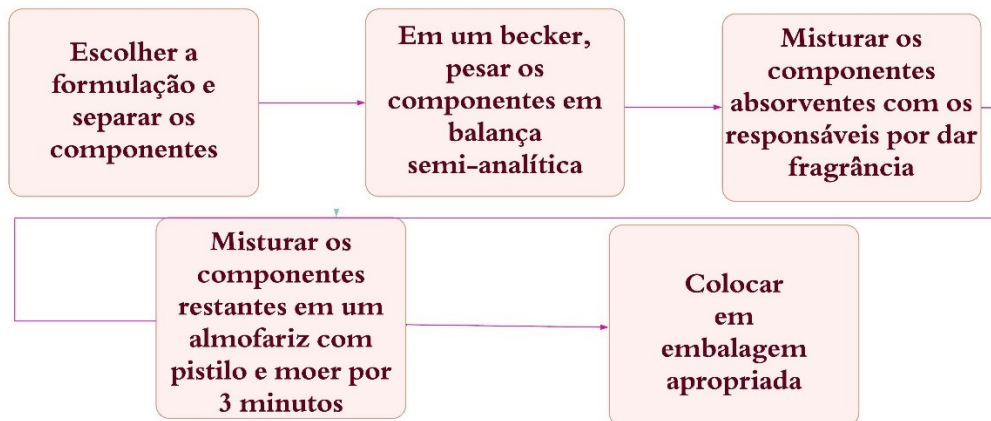 Escolher a
formulação e
separar os
componentes
Em um becker,
pesar os
componentes em
balança
semi-analítica
Misturar os
componentes
absorventes com os
responsáveis por dar
fragrância
Misturar os
componentes
restantes em um
almofariz com
pistilo e moer por
3 minutos
Colocar
em
embalagem
apropriada